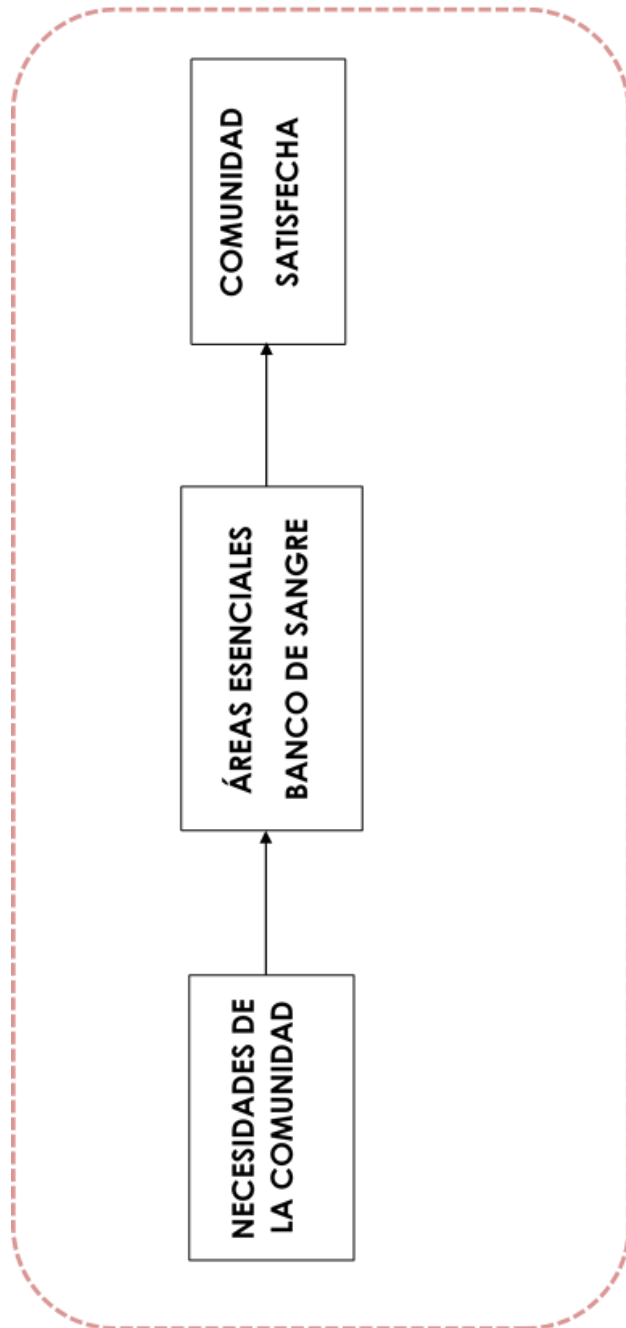 NECESIDADES DE
LA COMUNIDAD
ÁREAS ESENCIALES
BANCO DE SANGRE
COMUNIDAD
SATISFECHA